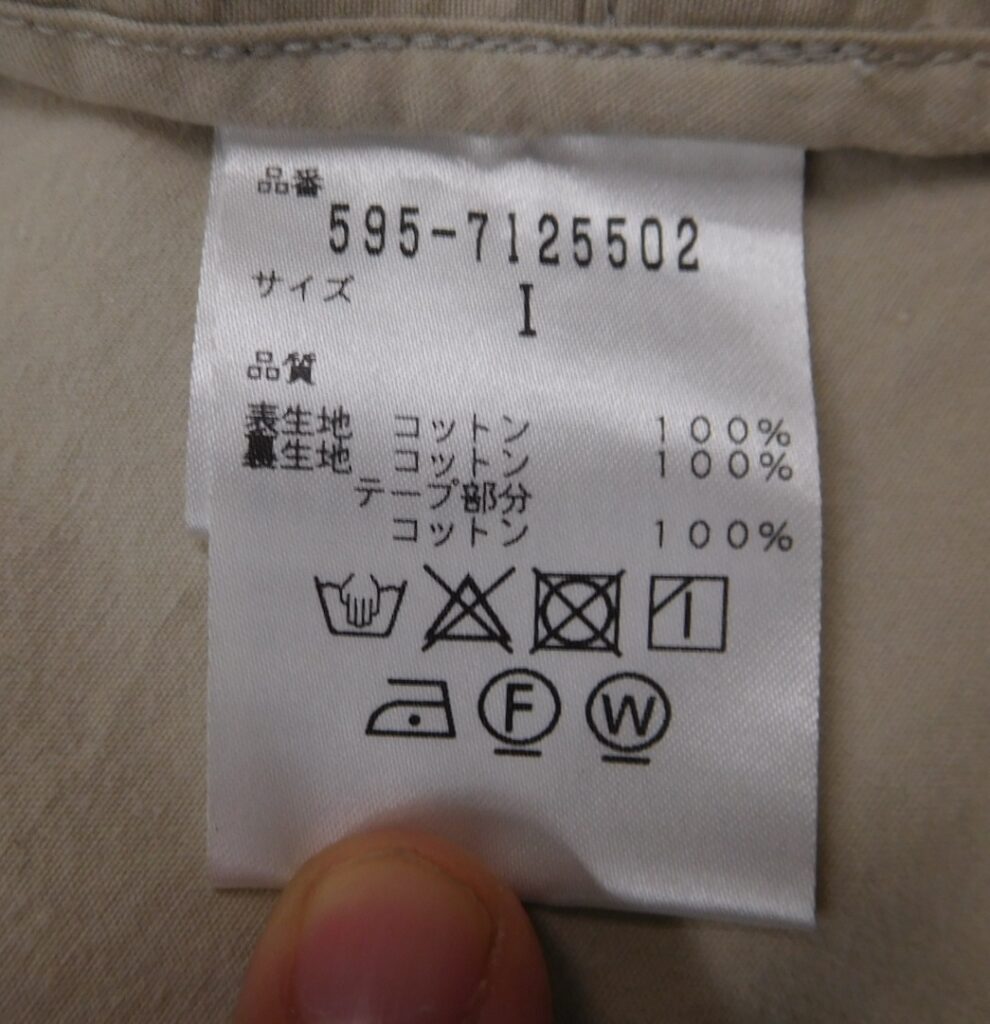 品番
595-7125502
サイズ
I
品質
表生地 コットン 100%
裏生地 コットン 100%
テープ部分
コットン 100%
F W